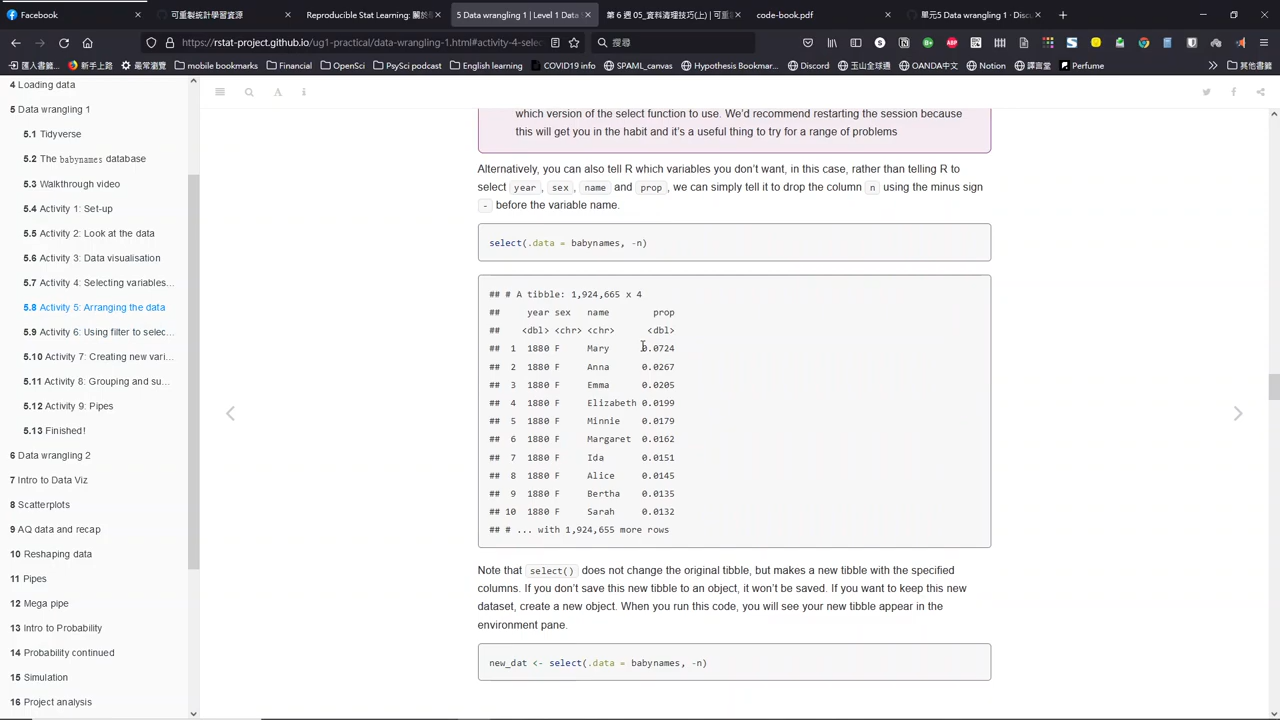 Facebook
可重製統計學習資源
Reproducible Stat Learning: 關於
5 Data wrangling 1 | Level 1 Data
第 6 週 05_資料清理技巧(上) | 可重
code-book.pdf
單元5 Data wrangling 1 · Discu
https://rstat-project.github.io/ug1-practical/data-wrangling-1.html#activity-4-selec
搜尋
匯入書籤...
新手上路
最常瀏覽
mobile bookmarks
Financial
OpenSci
PsySci podcast
English learning
COVID19 info
SPAML_canvas
Hypothesis Bookmar...
Discord
玉山全球通
OANDA中文
Notion
譯言堂
Perfume
其他書籤
4 Loading data
5 Data wrangling 1
5.1 Tidyverse
5.2 The babynames database
5.3 Walkthrough video
5.4 Activity 1: Set-up
5.5 Activity 2: Look at the data
5.6 Activity 3: Data visualisation
5.7 Activity 4: Selecting variables...
5.8 Activity 5: Arranging the data
5.9 Activity 6: Using filter to selec...
5.10 Activity 7: Creating new vari...
5.11 Activity 8: Grouping and su...
5.12 Activity 9: Pipes
5.13 Finished!
6 Data wrangling 2
7 Intro to Data Viz
8 Scatterplots
9 AQ data and recap
10 Reshaping data
11 Pipes
12 Mega pipe
13 Intro to Probability
14 Probability continued
15 Simulation
16 Project analysis
which version of the select function to use. We'd recommend restarting the session because
this will get you in the habit and it's a useful thing to try for a range of problems
Alternatively, you can also tell R which variables you don't want, in this case, rather than telling R to
select year, sex, name and prop, we can simply tell it to drop the column n using the minus sign
- before the variable name.
select(.data = babynames, -n)
## # A tibble: 1,924,665 x 4
## year sex name prop
## <dbl> <chr> <chr> <dbl>
## 1 1880 F Mary 0.0724
## 2 1880 F Anna 0.0267
## 3 1880 F Emma 0.0205
## 4 1880 F Elizabeth 0.0199
## 5 1880 F Minnie 0.0179
## 6 1880 F Margaret 0.0162
## 7 1880 F Ida 0.0151
## 8 1880 F Alice 0.0145
## 9 1880 F Bertha 0.0135
## 10 1880 F Sarah 0.0132
## # ... with 1,924,655 more rows
Note that select() does not change the original tibble, but makes a new tibble with the specified
columns. If you don't save this new tibble to an object, it won't be saved. If you want to keep this new
dataset, create a new object. When you run this code, you will see your new tibble appear in the
environment pane.
new_dat <- select(.data = babynames, -n)